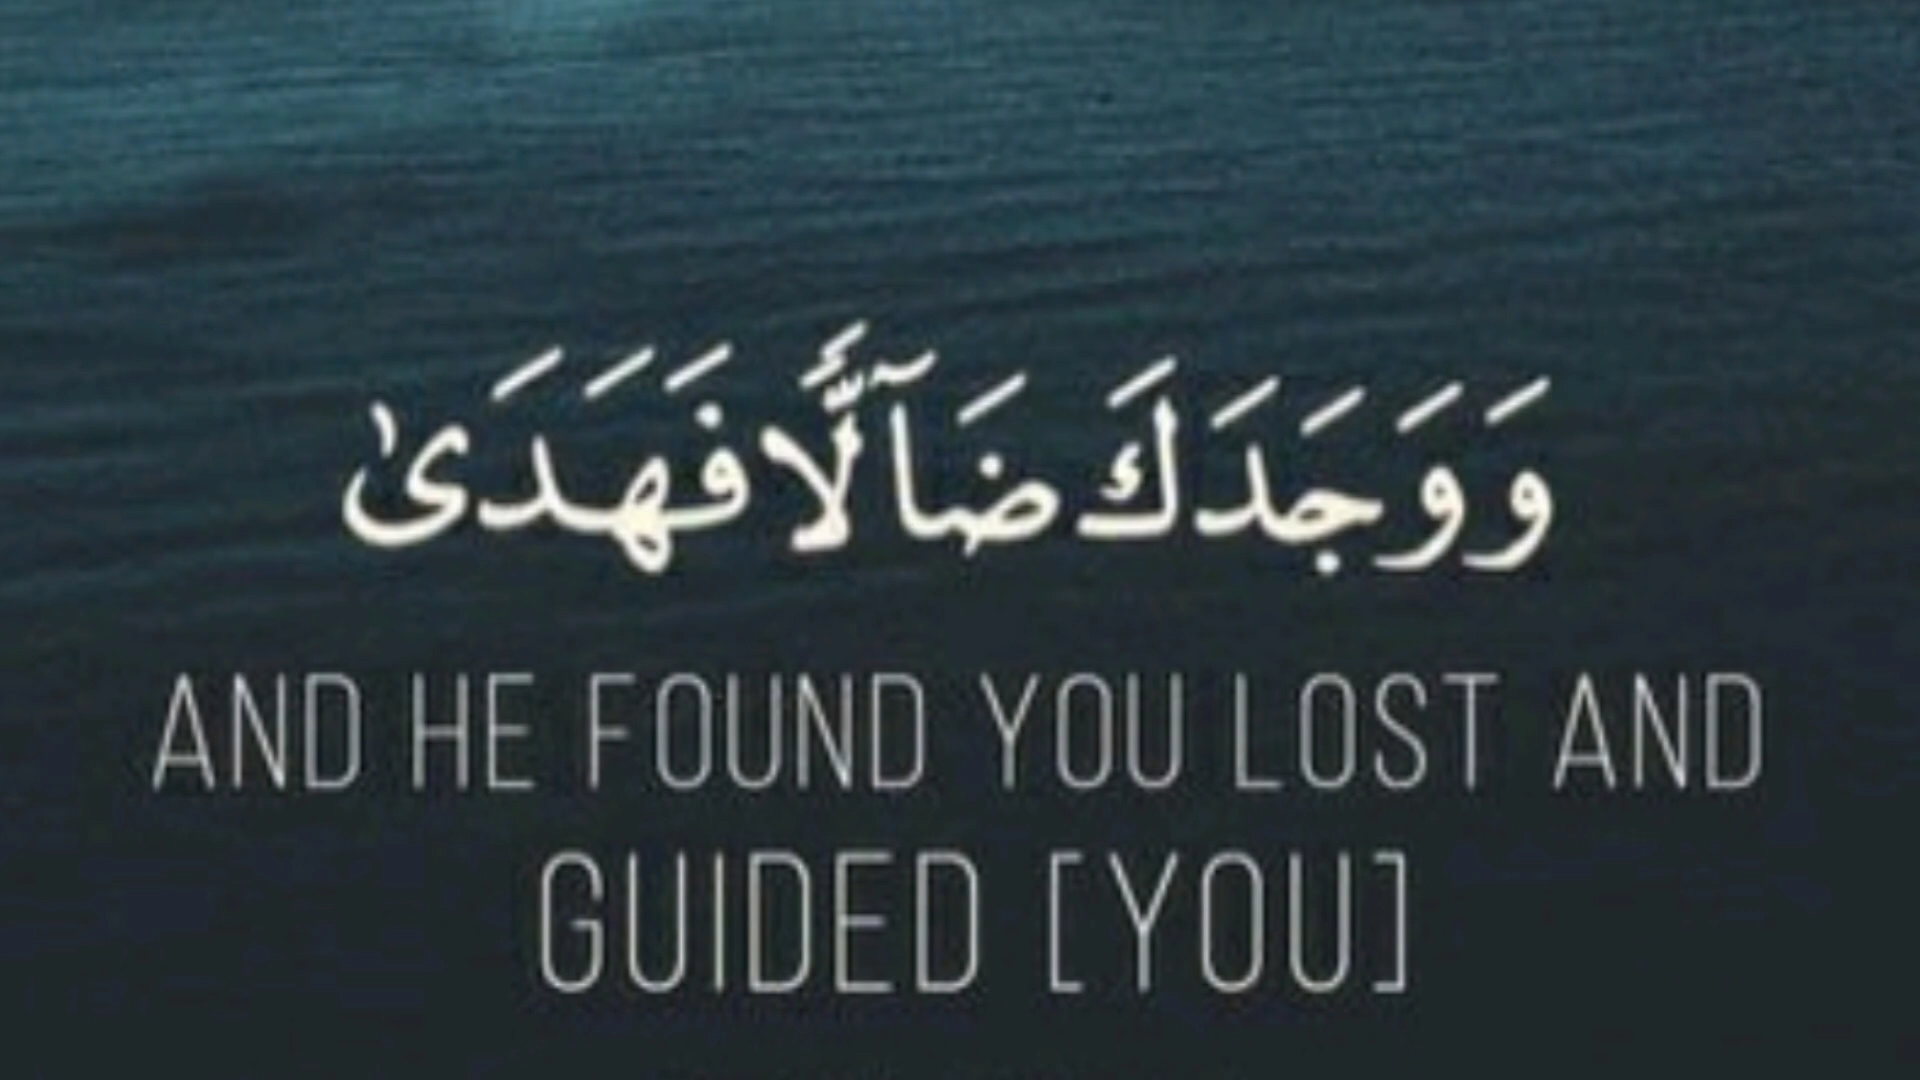 وَوَجَدَكَ ضَآلًّا فَهَدَىٰ
AND HE FOUND YOU LOST AND
GUIDED [YOU]